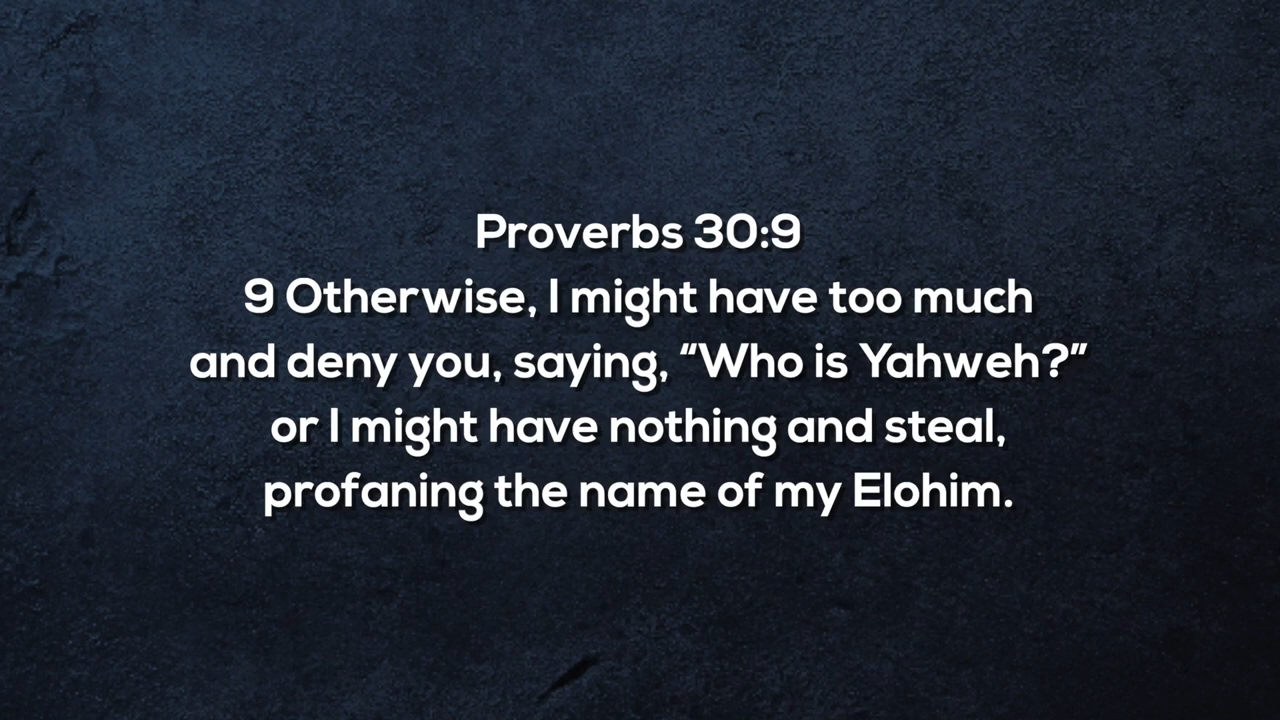 Proverbs 30:9
9 Otherwise, I might have too much
and deny you, saying, “Who is Yahweh?”
or I might have nothing and steal,
profaning the name of my Elohim.